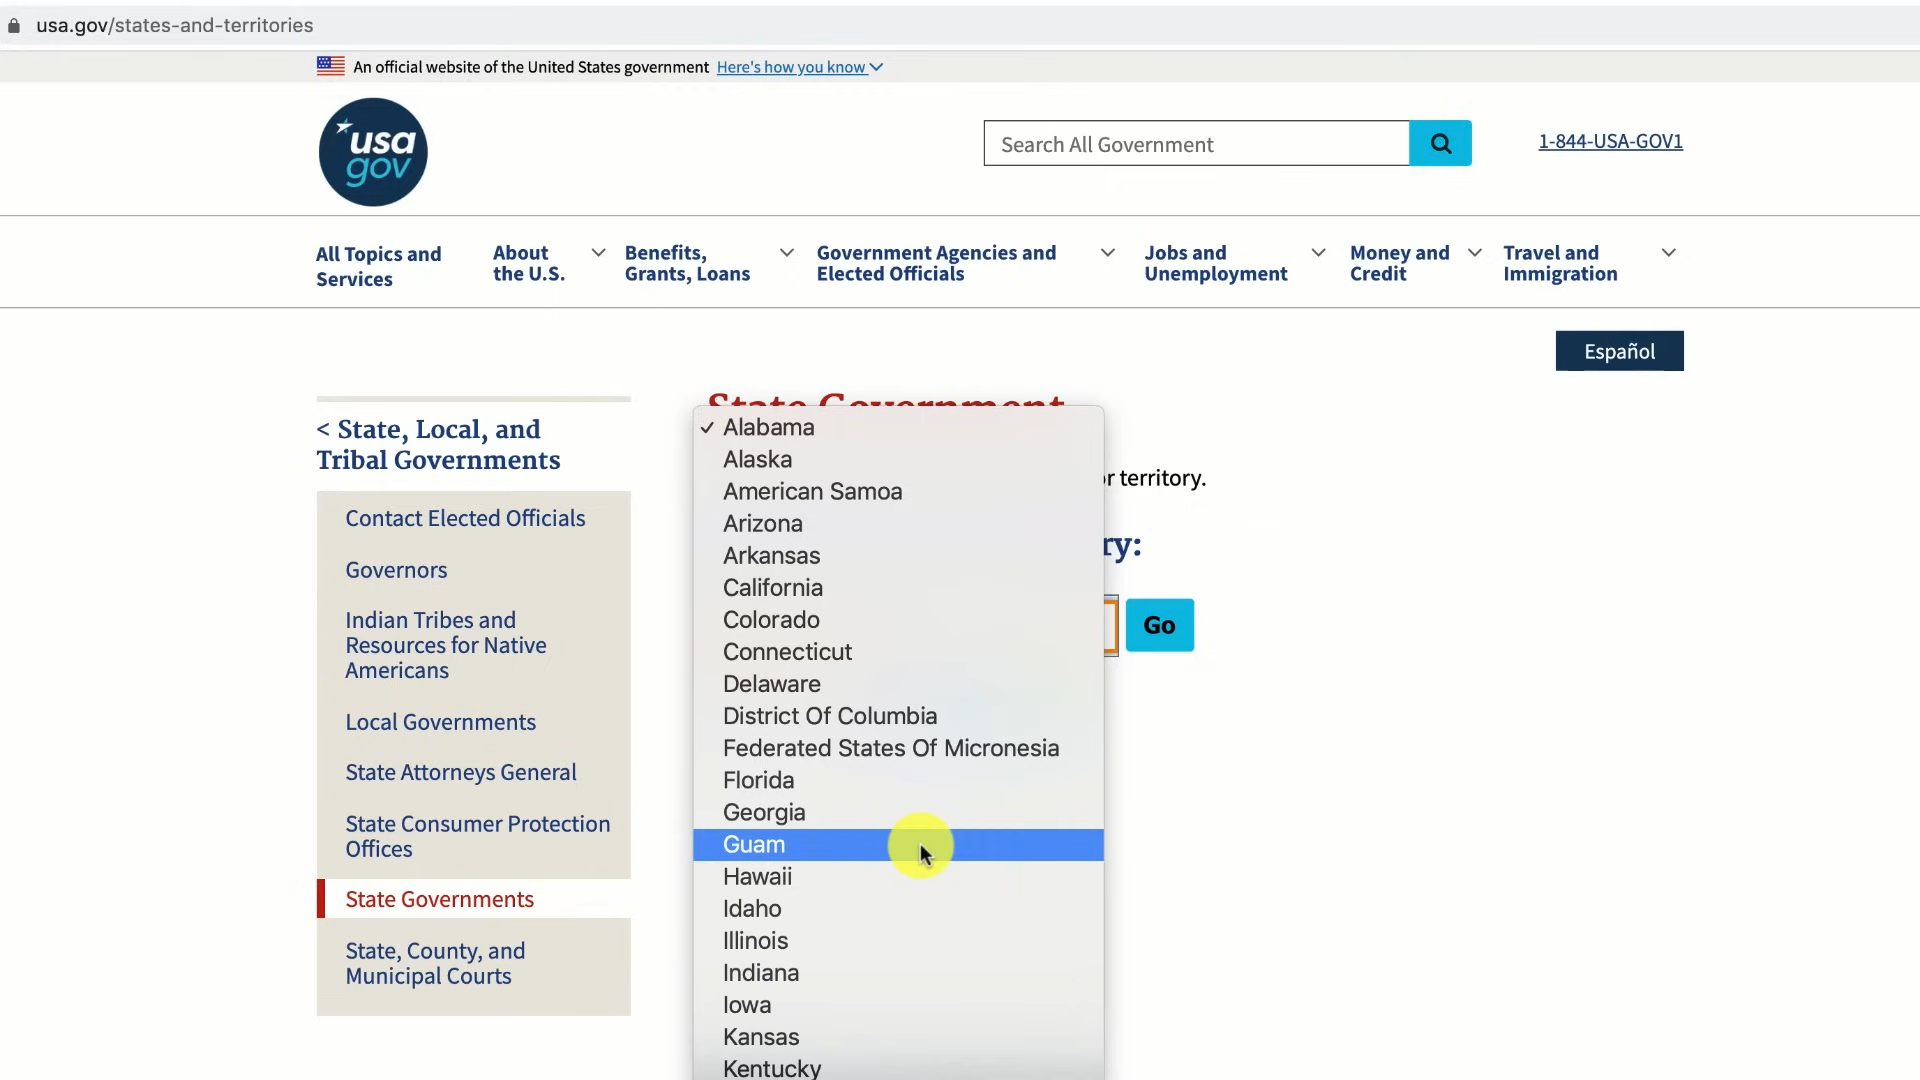 usa.gov/states-and-territories
An official website of the United States government Here's how you know
usa
gov
Search All Government
1-844-USA-GOV1
All Topics and
Services
About
the U.S.
Benefits,
Grants, Loans
Government Agencies and
Elected Officials
Jobs and
Unemployment
Money and
Credit
Travel and
Immigration
Español
< State, Local, and
Tribal Governments
Contact Elected Officials
Governors
Indian Tribes and
Resources for Native
Americans
Local Governments
State Attorneys General
State Consumer Protection
Offices
State Governments
State, County, and
Municipal Courts
State Government
✓ Alabama
Alaska
American Samoa
Arizona
Arkansas
California
Colorado
Connecticut
Delaware
District Of Columbia
Federated States Of Micronesia
Florida
Georgia
Guam
Hawaii
Idaho
Illinois
Indiana
Iowa
Kansas
Kentucky
r territory.
ry:
Go